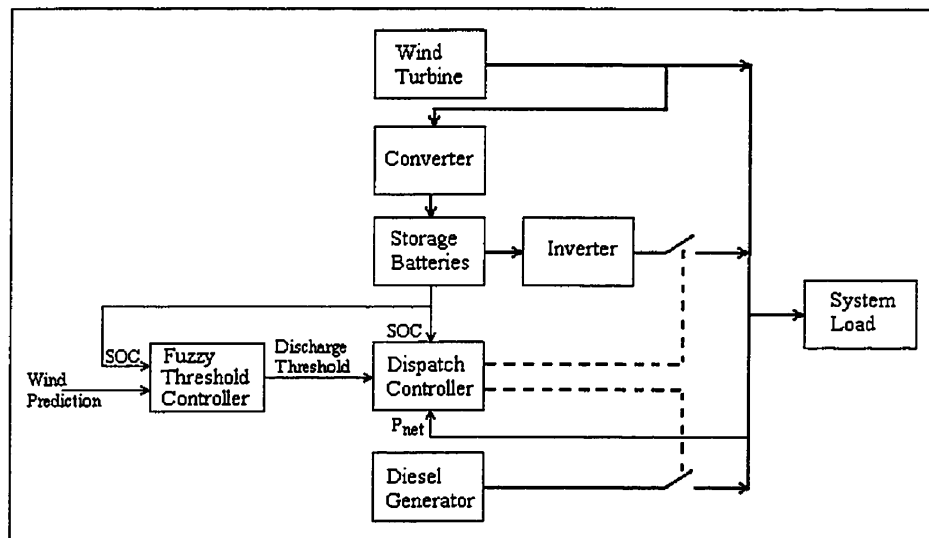 Wind
Turbine
Converter
Storage
Batteries
Inverter
System
Load
SOC
SOC
Fuzzy
Threshold
Controller
Discharge
Threshold
Dispatch
Controller
Wind
Prediction
Pnet
Diesel
Generator